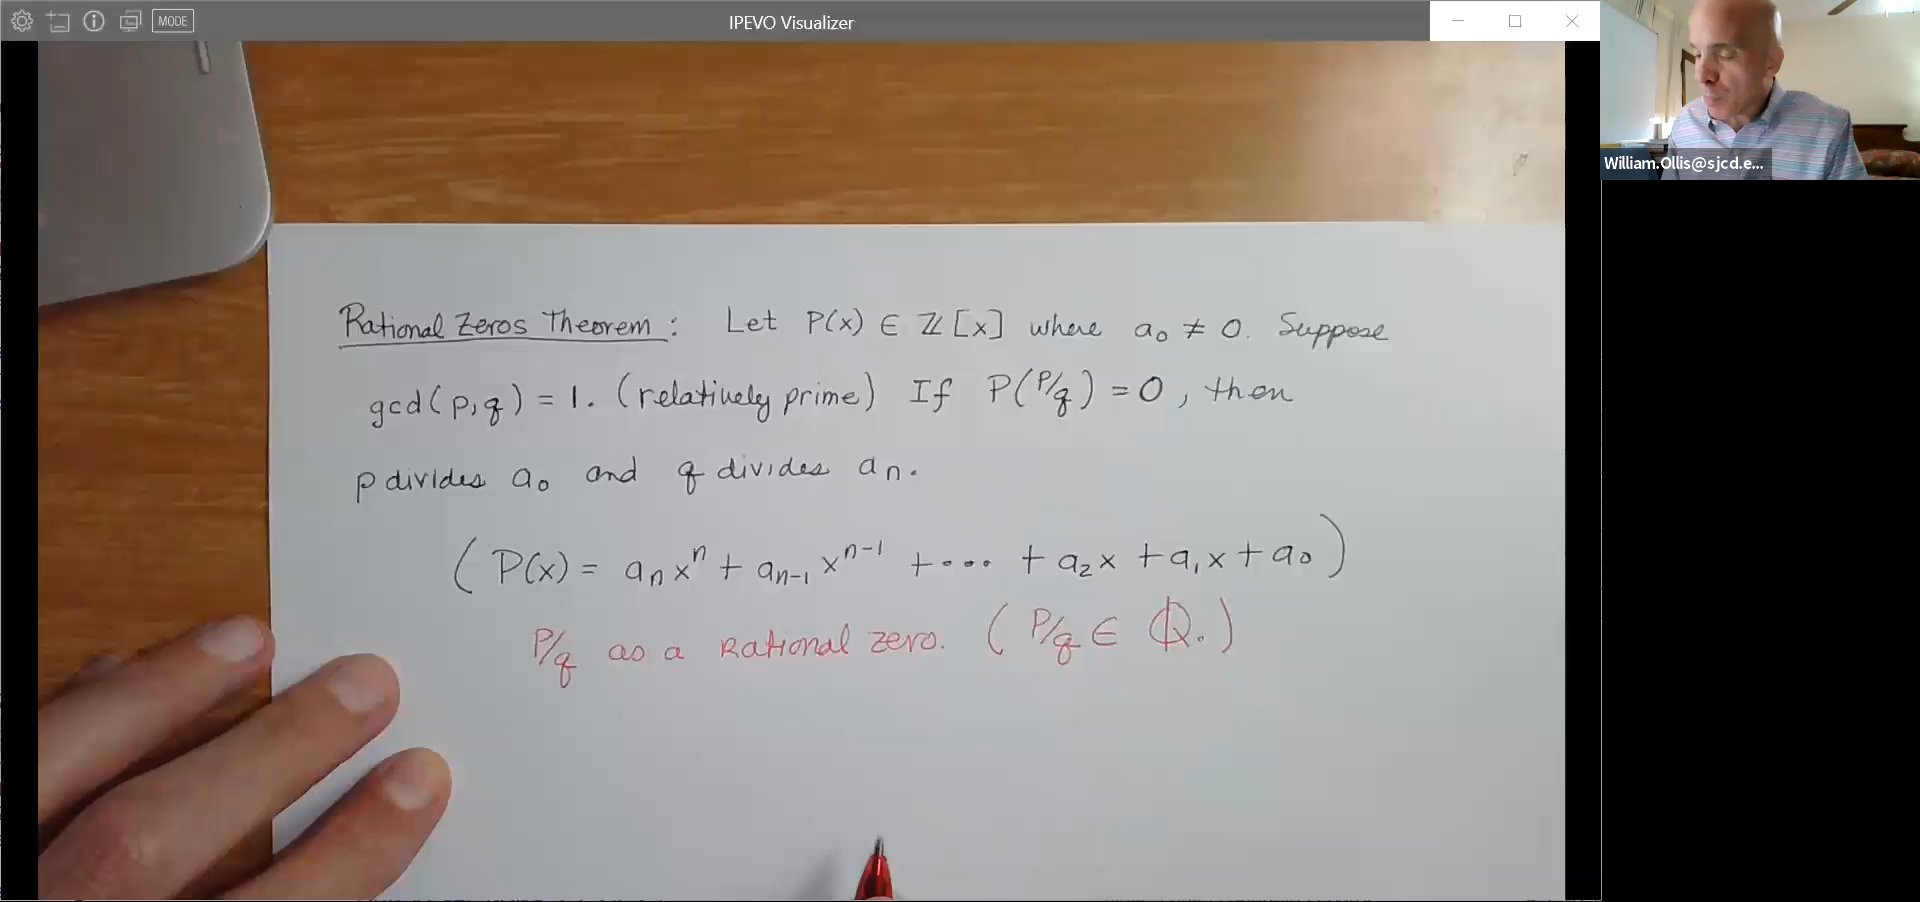 MODE
IPEVO Visualizer
William.Ollis@sjcd.e...
Rational Zeros Theorem: Let P(x) ∈ ℤ[x] where a₀ ≠ 0. Suppose
gcd(p,q) = 1. (relatively prime) If P(P/q) = 0, then
p divides a₀ and q divides aₙ.
(P(x) = aₙxⁿ + aₙ₋₁xⁿ⁻¹ + ··· + a₂x + a₁x + a₀)
P/q as a Rational zero. (P/q ∈ ℚ.)